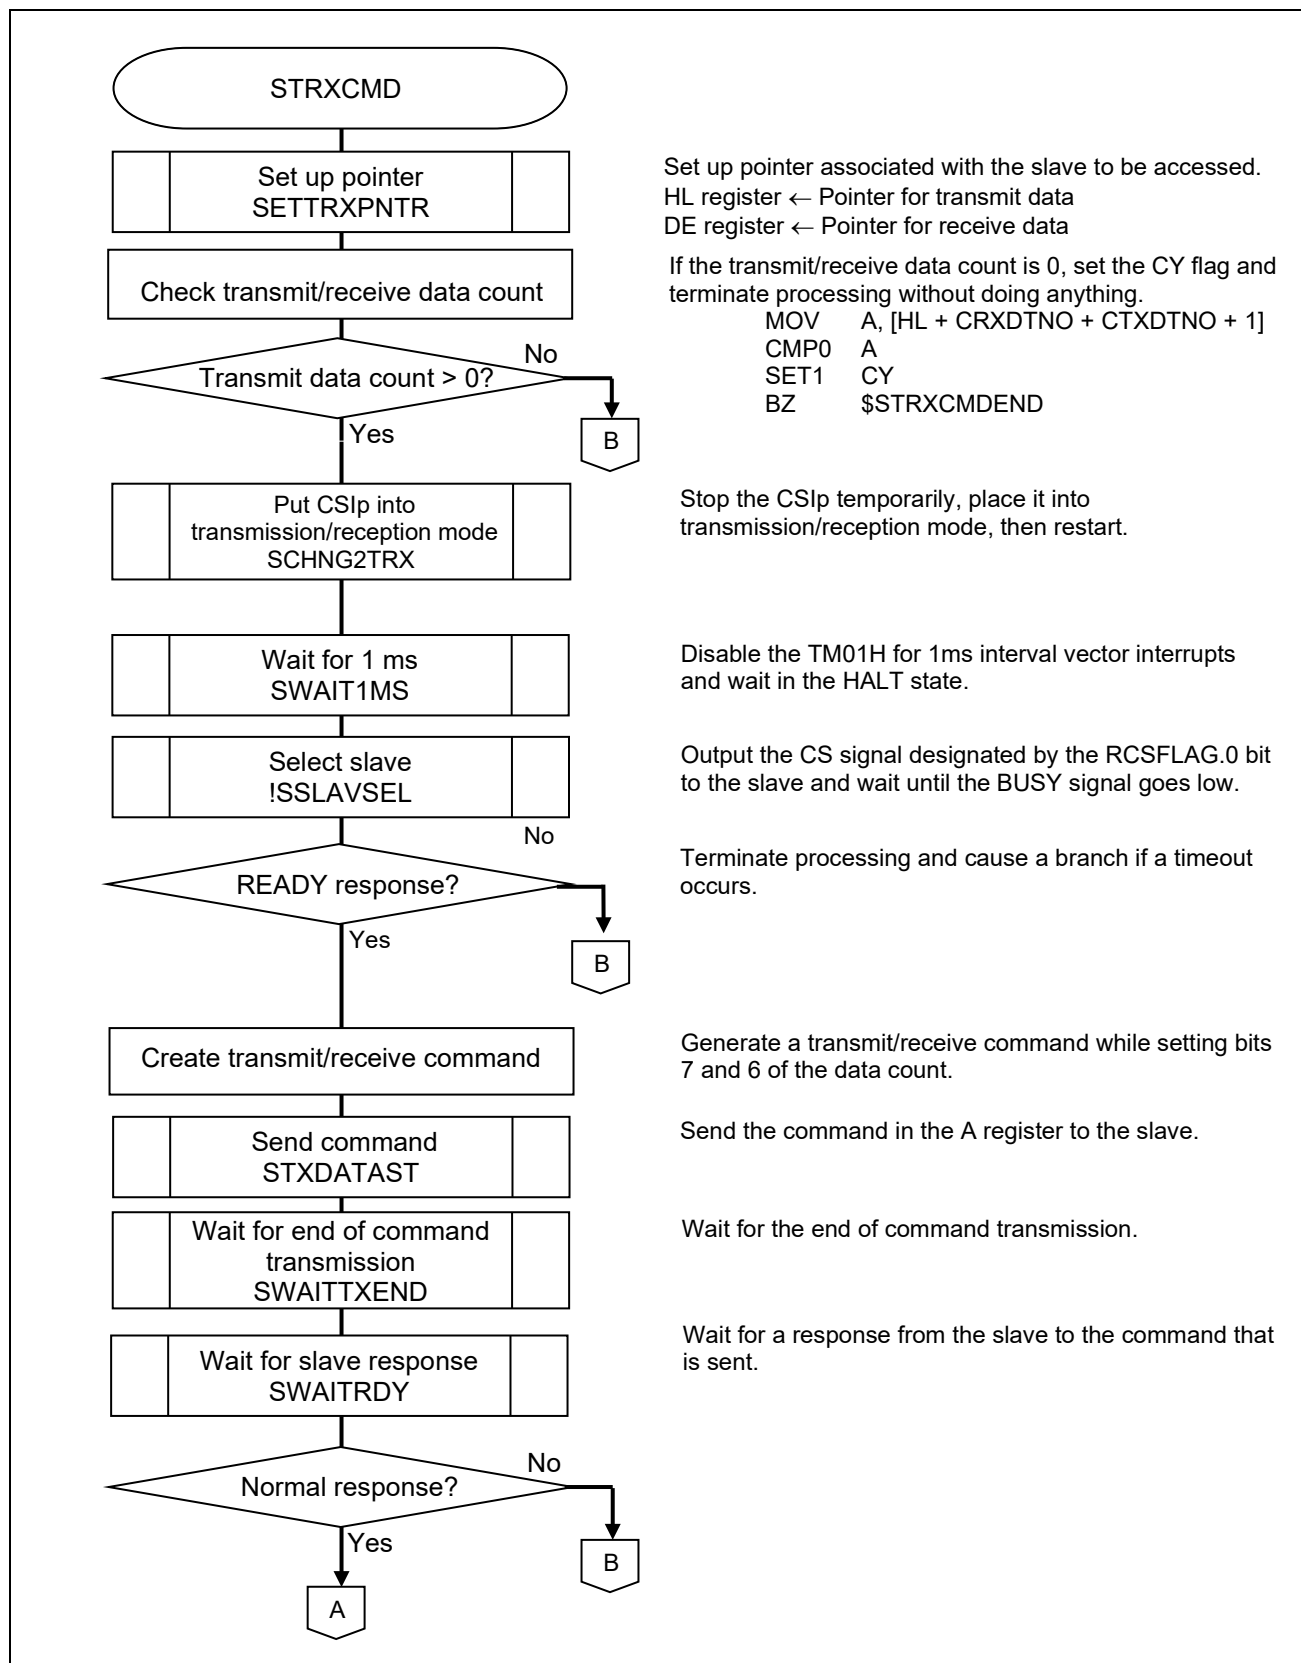 STRXCMD
Set up pointer
SETTRXPNTR
Set up pointer associated with the slave to be accessed.
HL register ← Pointer for transmit data
DE register ← Pointer for receive data
Check transmit/receive data count
If the transmit/receive data count is 0, set the CY flag and
terminate processing without doing anything.
MOV A, [HL + CRXDTNO + CTXDTNO + 1]
CMP0 A
SET1 CY
BZ $STRXCMDEND
Transmit data count > 0?
No
B
Yes
Put CSIp into
transmission/reception mode
SCHNG2TRX
Stop the CSIp temporarily, place it into
transmission/reception mode, then restart.
Wait for 1 ms
SWAIT1MS
Disable the TM01H for 1ms interval vector interrupts
and wait in the HALT state.
Select slave
!SSLAVSEL
Output the CS signal designated by the RCSFLAG.0 bit
to the slave and wait until the BUSY signal goes low.
No
READY response?
Terminate processing and cause a branch if a timeout
occurs.
Yes
B
Create transmit/receive command
Generate a transmit/receive command while setting bits
7 and 6 of the data count.
Send command
STXDATAST
Send the command in the A register to the slave.
Wait for end of command
transmission
SWAITTXEND
Wait for the end of command transmission.
Wait for slave response
SWAITRDY
Wait for a response from the slave to the command that
is sent.
Normal response?
No
Yes
B
A